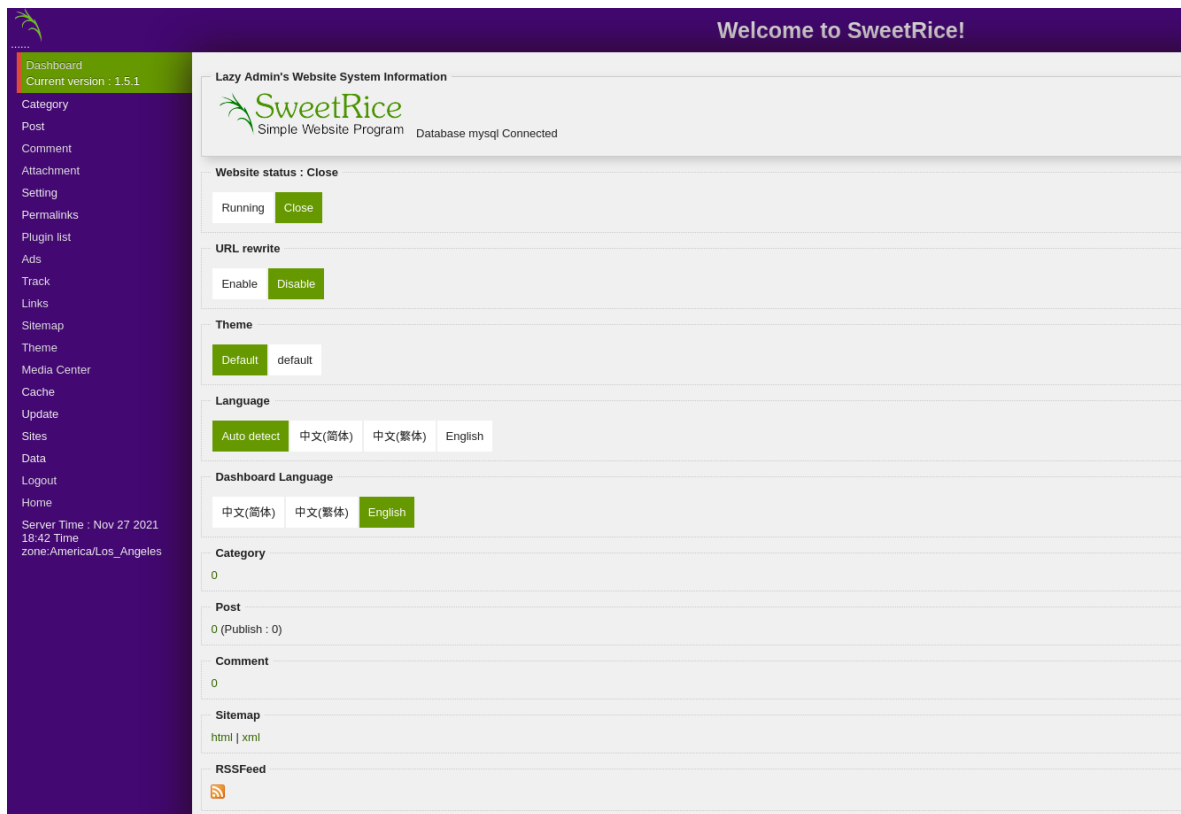 Welcome to SweetRice!
......
Dashboard
Current version : 1.5.1
Category
Post
Comment
Attachment
Setting
Permalinks
Plugin list
Ads
Track
Links
Sitemap
Theme
Media Center
Cache
Update
Sites
Data
Logout
Home
Server Time : Nov 27 2021
18:42 Time
zone:America/Los_Angeles
Lazy Admin's Website System Information
SweetRice
Simple Website Program Database mysql Connected
Website status : Close
Running Close
URL rewrite
Enable Disable
Theme
Default default
Language
Auto detect 中文(简体) 中文(繁体) English
Dashboard Language
中文(简体) 中文(繁体) English
Category
0
Post
0 (Publish : 0)
Comment
0
Sitemap
html | xml
RSSFeed